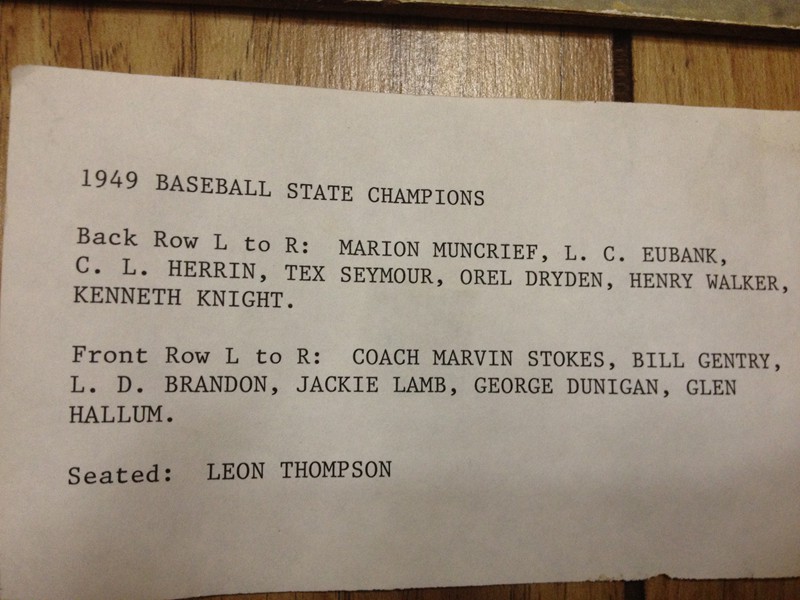 1949 BASEBALL STATE CHAMPIONS
Back Row L to R: MARION MUNCRIEF, L. C. EUBANK,
C. L. HERRIN, TEX SEYMOUR, OREL DRYDEN, HENRY WALKER,
KENNETH KNIGHT.
Front Row L to R: COACH MARVIN STOKES, BILL GENTRY,
L. D. BRANDON, JACKIE LAMB, GEORGE DUNIGAN, GLEN
HALLUM.
Seated: LEON THOMPSON